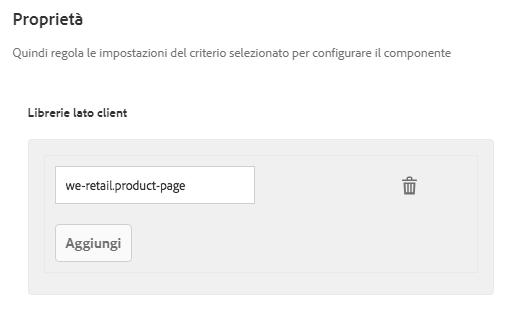 Proprietà
Quindi regola le impostazioni del criterio selezionato per configurare il componente
Librerie lato client
we-retail.product-page
Aggiungi